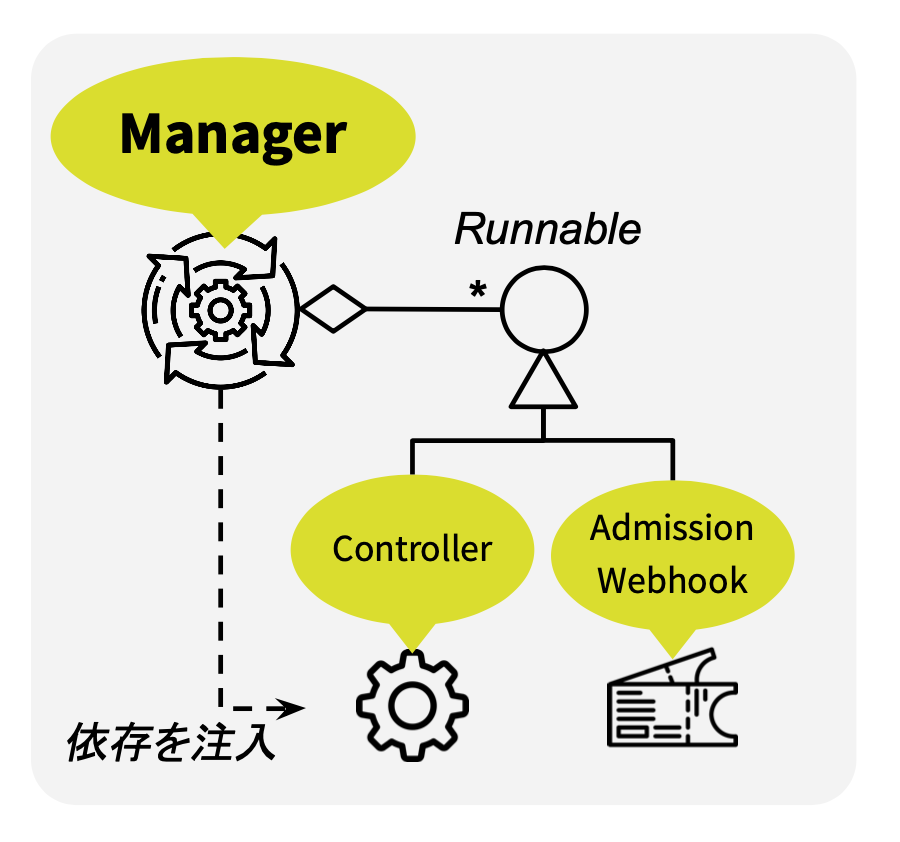 Manager
Runnable
*
Controller
Admission
Webhook
依存を注入